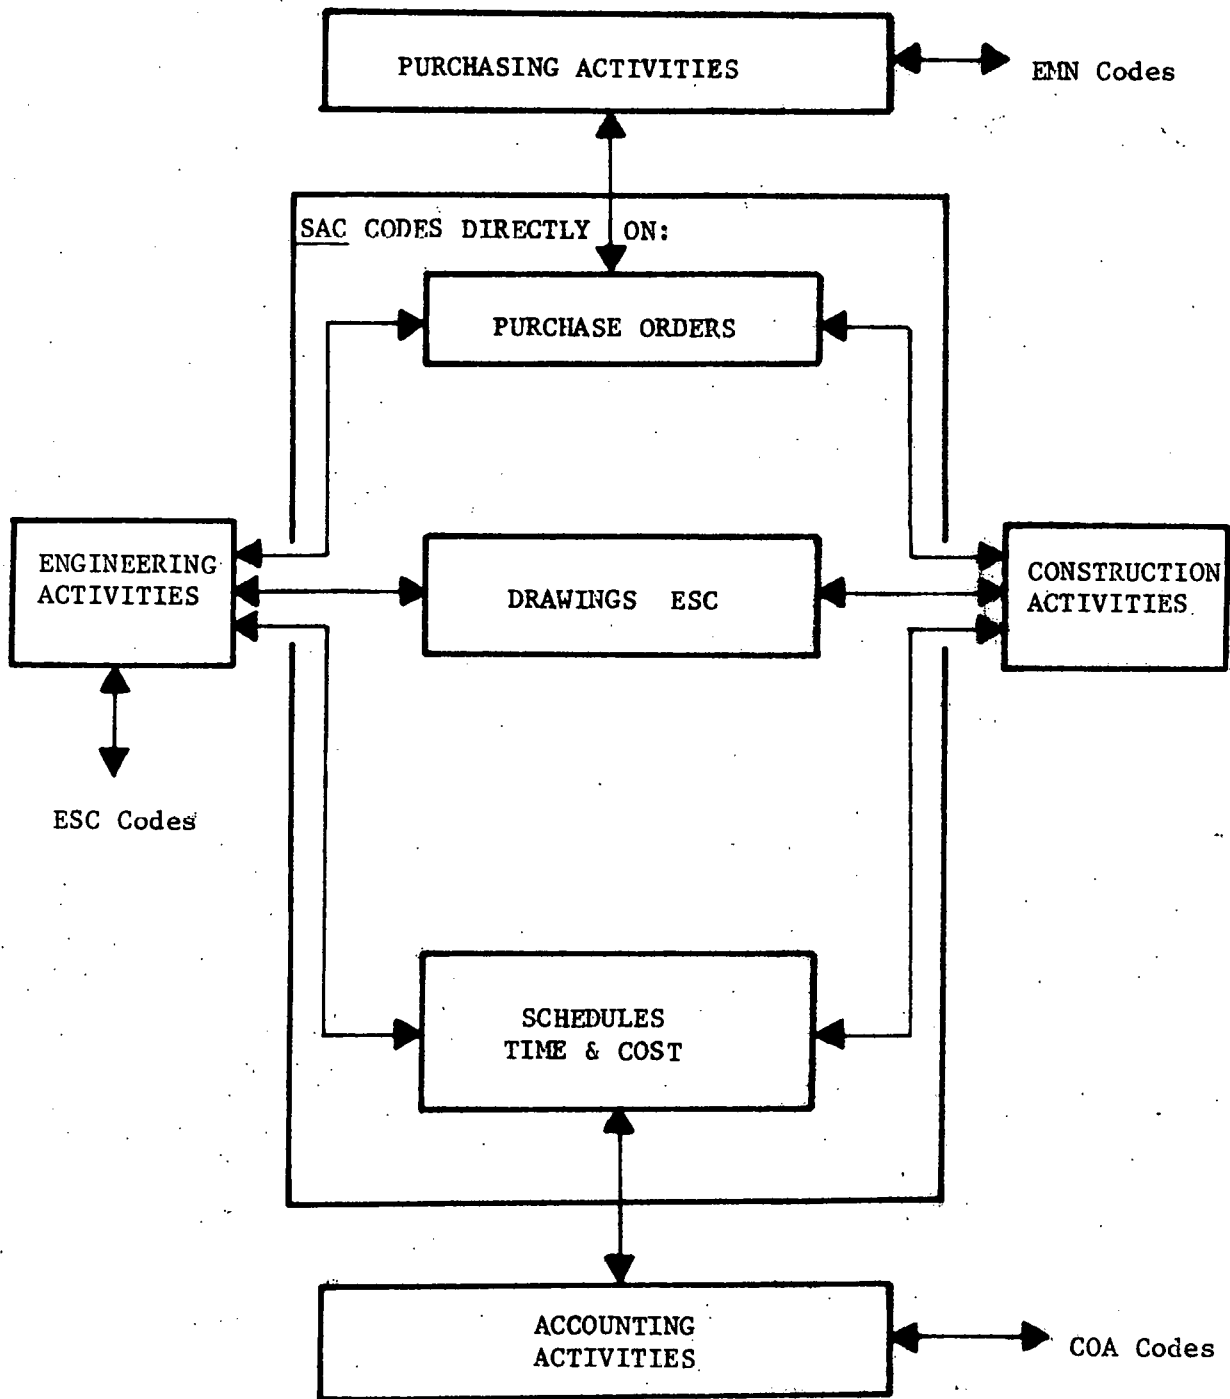 PURCHASING ACTIVITIES
EMN Codes
SAC CODES DIRECTLY ON:
PURCHASE ORDERS
ENGINEERING
ACTIVITIES
DRAWINGS ESC
CONSTRUCTION
ACTIVITIES
ESC Codes
SCHEDULES
TIME & COST
ACCOUNTING
ACTIVITIES
COA Codes